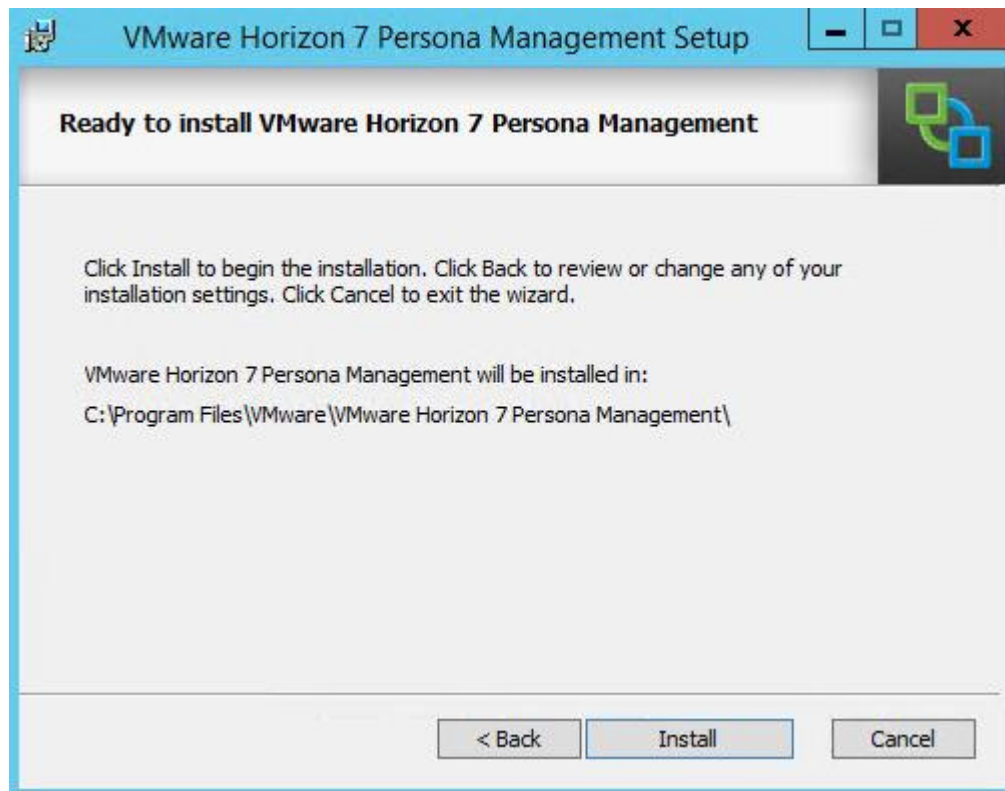 VMware Horizon 7 Persona Management Setup
Ready to install VMware Horizon 7 Persona Management
Click Install to begin the installation. Click Back to review or change any of your
installation settings. Click Cancel to exit the wizard.
VMware Horizon 7 Persona Management will be installed in:
C:\Program Files\VMware\VMware Horizon 7 Persona Management\
< Back Install Cancel